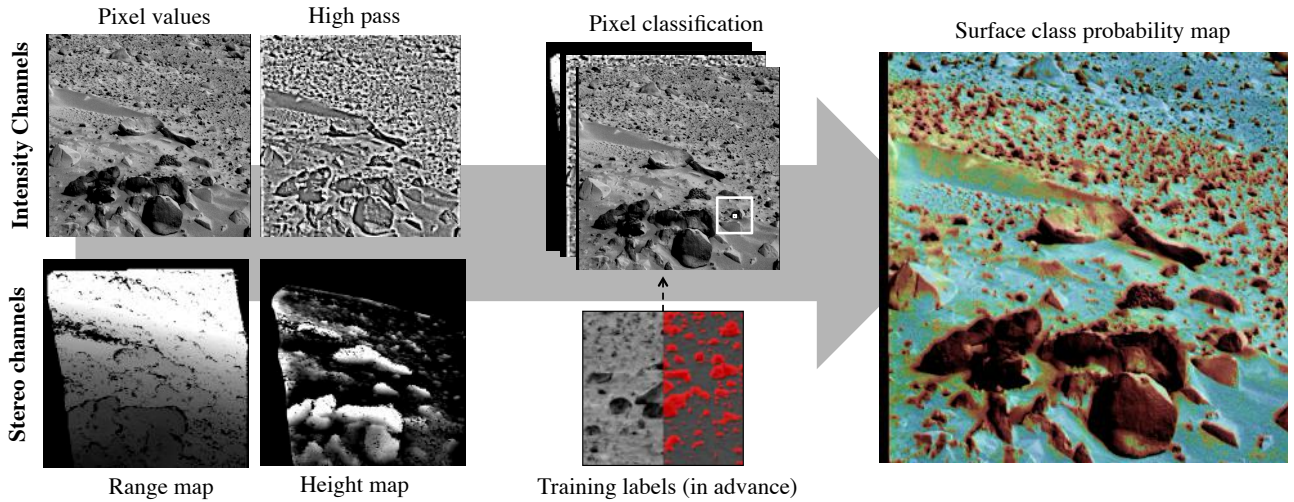 Pixel values
High pass
Pixel classification
Surface class probability map
Intensity Channels
Stereo channels
Range map
Height map
Training labels (in advance)